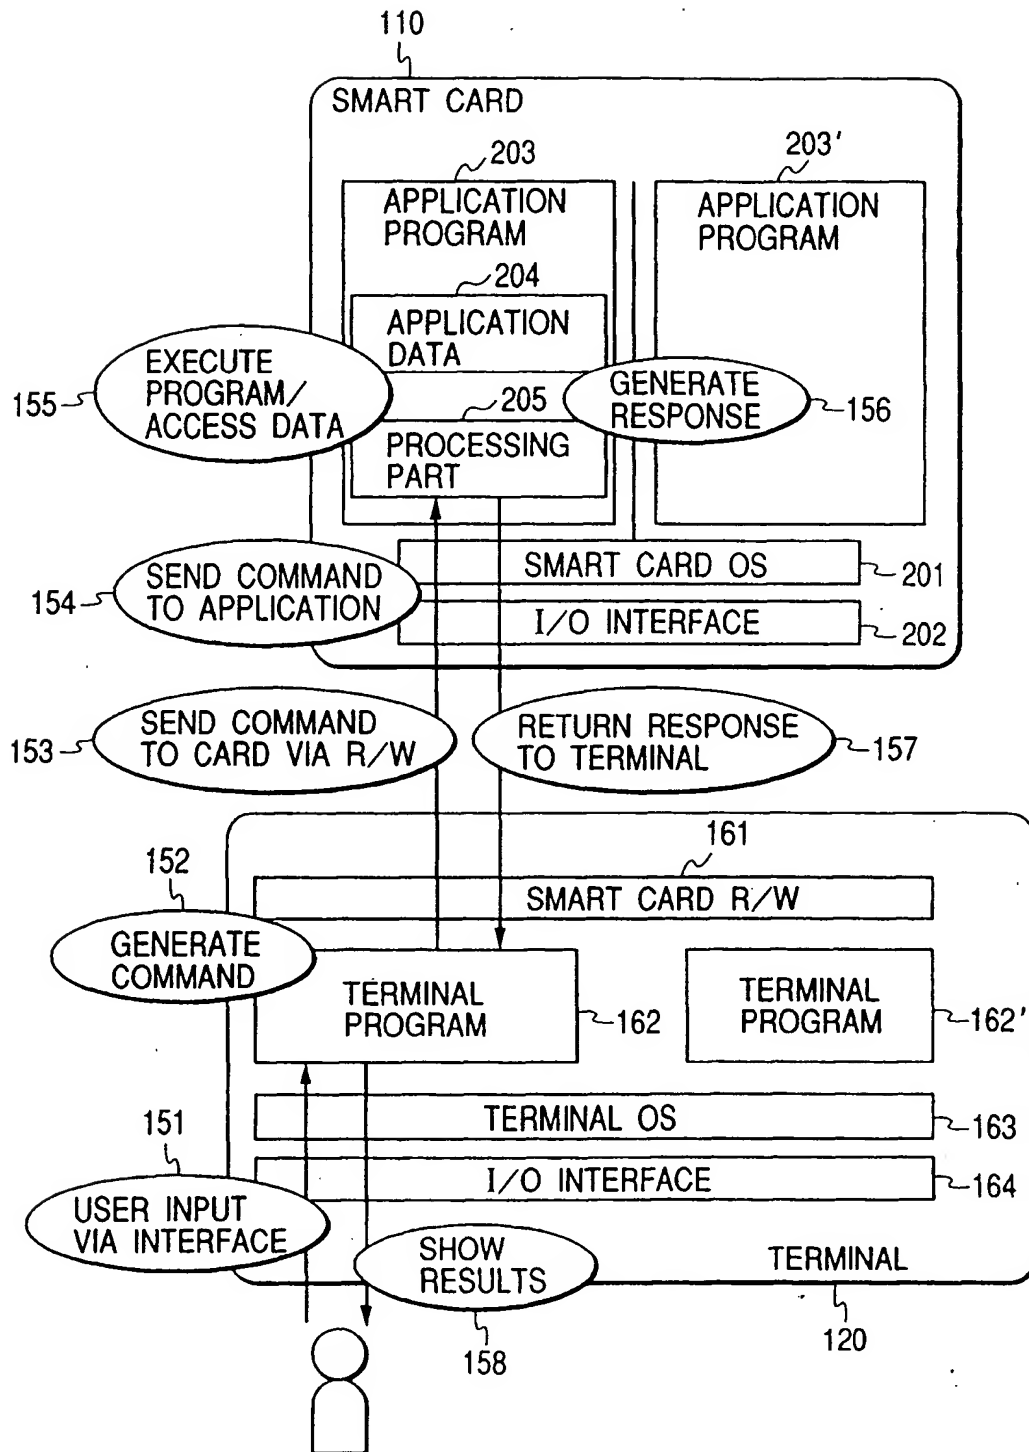 110
SMART CARD
203
203'
APPLICATION
PROGRAM
APPLICATION
PROGRAM
204
APPLICATION
DATA
EXECUTE
PROGRAM/
ACCESS DATA
155
GENERATE
RESPONSE
156
205
PROCESSING
PART
SMART CARD OS
201
SEND COMMAND
TO APPLICATION
154
I/O INTERFACE
202
SEND COMMAND
TO CARD VIA R/W
153
RETURN RESPONSE
TO TERMINAL
157
161
152
SMART CARD R/W
GENERATE
COMMAND
TERMINAL
PROGRAM
162
TERMINAL
PROGRAM
162'
TERMINAL OS
163
151
I/O INTERFACE
164
USER INPUT
VIA INTERFACE
SHOW
RESULTS
TERMINAL
158
120